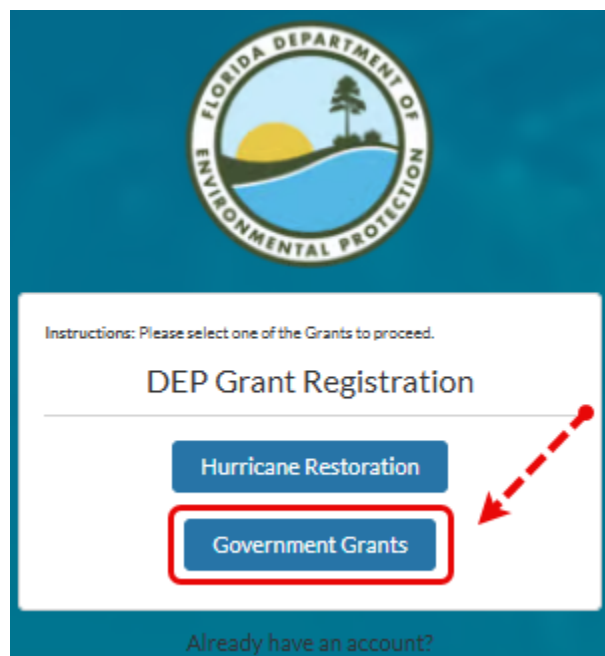 FLORIDA DEPARTMENT OF
ENVIRONMENTAL PROTECTION
Instructions: Please select one of the Grants to proceed.
DEP Grant Registration
Hurricane Restoration
Government Grants
Already have an account?